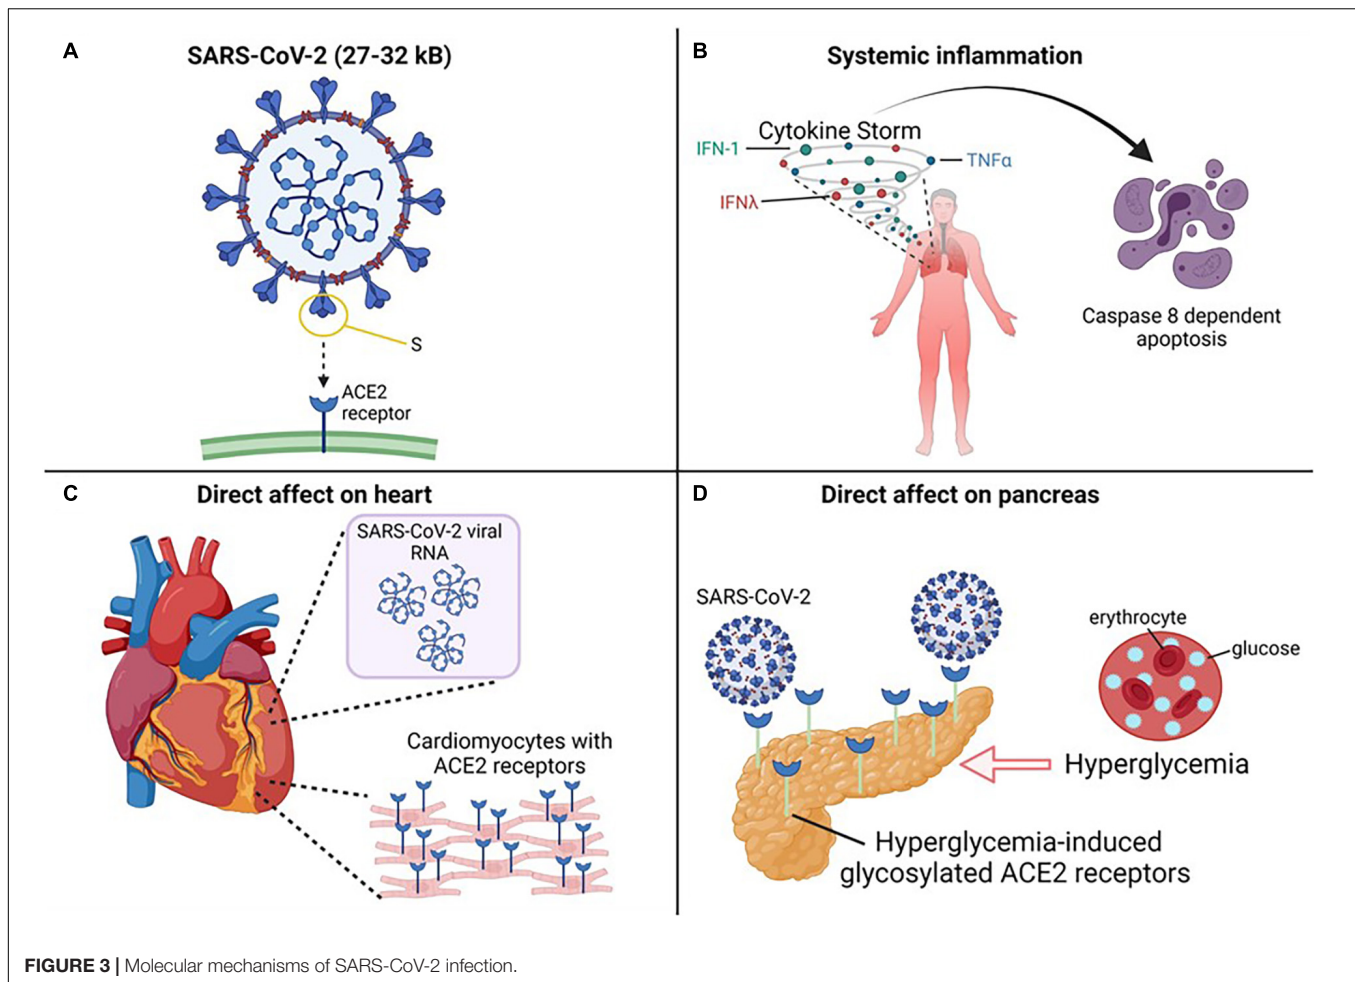 A
SARS-CoV-2 (27-32 kB)
S
ACE2
receptor
B
Systemic inflammation
Cytokine Storm
IFN-1
TNFα
IFNλ
Caspase 8 dependent
apoptosis
C
Direct affect on heart
SARS-CoV-2 viral
RNA
Cardiomyocytes with
ACE2 receptors
D
Direct affect on pancreas
SARS-CoV-2
erythrocyte
glucose
Hyperglycemia
Hyperglycemia-induced
glycosylated ACE2 receptors
FIGURE 3 | Molecular mechanisms of SARS-CoV-2 infection.